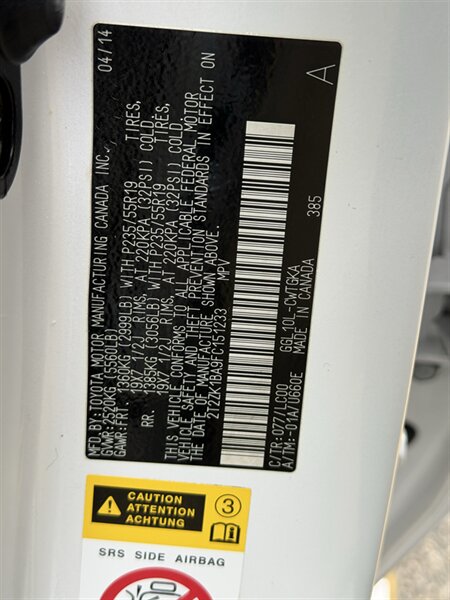 MFD.BY:TOYOTA MOTOR MANUFACTURING CANADA INC. 04/14
GVWR:2520KG(5560LB)
GAWR:FRT. 1360KG(2999LB) WITH P235/55R19 TIRES,
19X7 1/2J RIMS, AT 220KPA(32PSI) COLD.
RR. 1385KG(3056LB) WITH P235/55R19 TIRES,
19X7 1/2J RIMS, AT 220KPA(32PSI) COLD.
THIS VEHICLE CONFORMS TO ALL APPLICABLE FEDERAL MOTOR
VEHICLE SAFETY AND THEFT PREVENTION STANDARDS IN EFFECT ON
THE DATE OF MANUFACTURE SHOWN ABOVE.
2T2ZK1BA9FC151233 MPV
A
C/TR:077/LC00 GGL10L-CWTGKA 385
A/TM:-01A/U660E MADE IN CANADA
CAUTION
ATTENTION
ACHTUNG
3
SRS SIDE AIRBAG